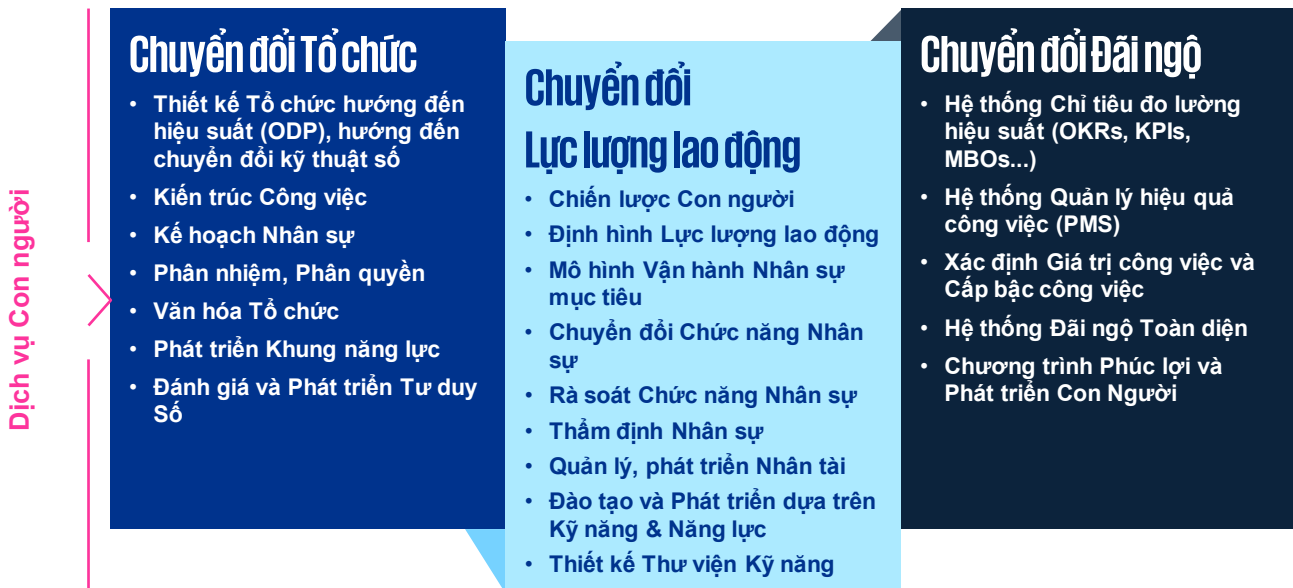 Dịch vụ Con người
Chuyển đổi Tổ chức
• Thiết kế Tổ chức hướng đến
hiệu suất (ODP), hướng đến
chuyển đổi kỹ thuật số
• Kiến trúc Công việc
• Kế hoạch Nhân sự
• Phân nhiệm, Phân quyền
• Văn hóa Tổ chức
• Phát triển Khung năng lực
• Đánh giá và Phát triển Tư duy
Số
Chuyển đổi
Lực lượng lao động
• Chiến lược Con người
• Định hình Lực lượng lao động
• Mô hình Vận hành Nhân sự
mục tiêu
• Chuyển đổi Chức năng Nhân
sự
• Rà soát Chức năng Nhân sự
• Thẩm định Nhân sự
• Quản lý, phát triển Nhân tài
• Đào tạo và Phát triển dựa trên
Kỹ năng & Năng lực
• Thiết kế Thư viện Kỹ năng
Chuyển đổi Đãi ngộ
• Hệ thống Chỉ tiêu đo lường
hiệu suất (OKRs, KPIs,
MBOs...)
• Hệ thống Quản lý hiệu quả
công việc (PMS)
• Xác định Giá trị công việc và
Cấp bậc công việc
• Hệ thống Đãi ngộ Toàn diện
• Chương trình Phúc lợi và
Phát triển Con Người